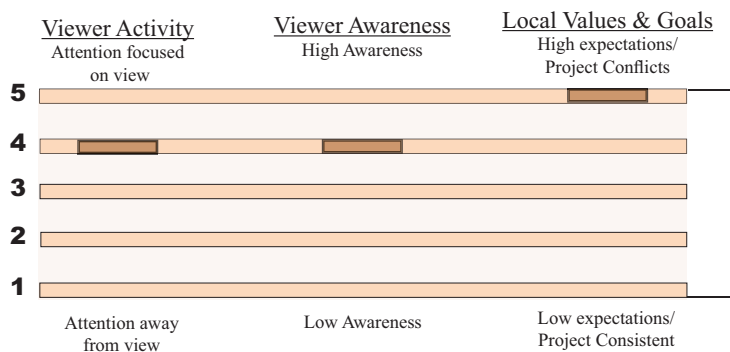 Viewer Activity
Attention focused
on view
Viewer Awareness
High Awareness
Local Values & Goals
High expectations/
Project Conflicts
5
4
3
2
1
Attention away
from view
Low Awareness
Low expectations/
Project Consistent